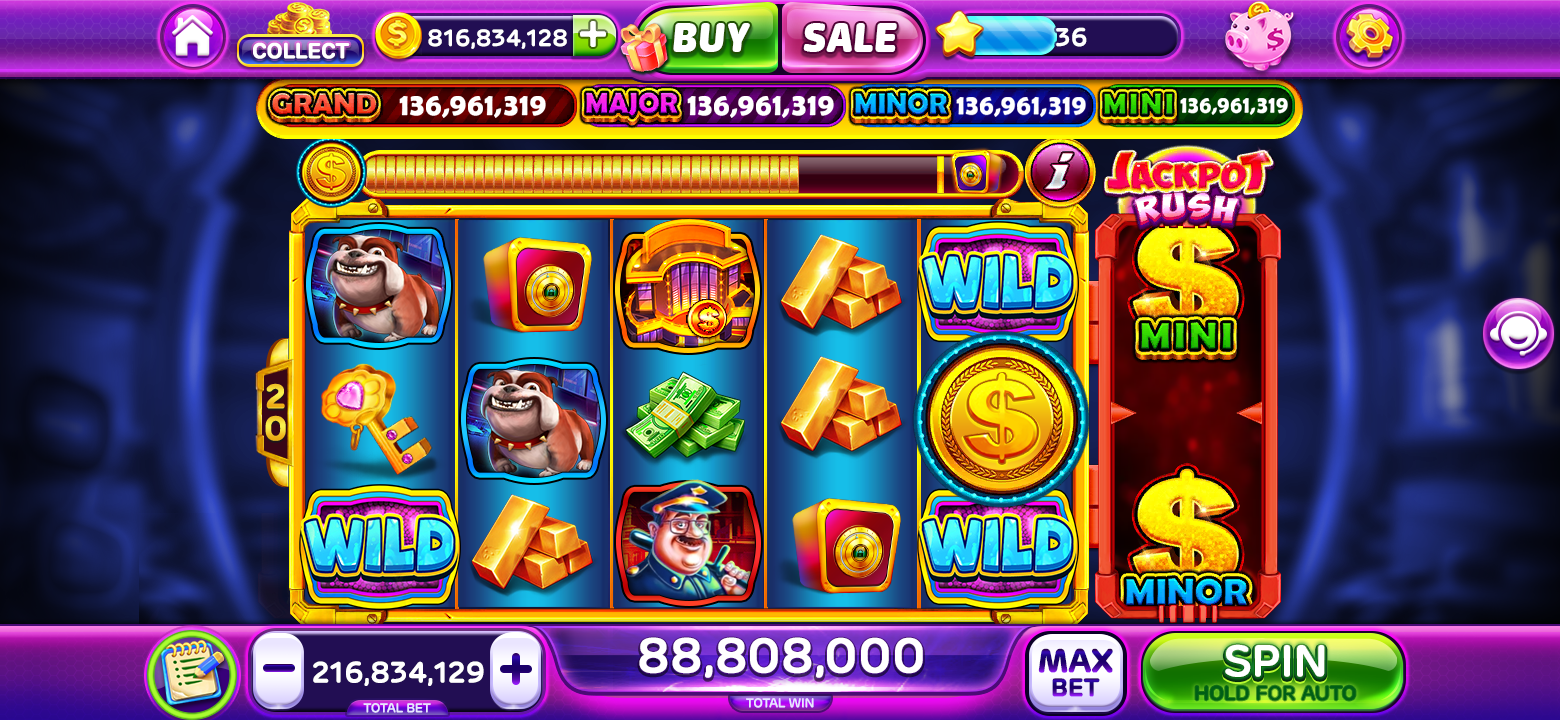 COLLECT
816,834,128
BUY
SALE
36
GRAND 136,961,319
MAJOR 136,961,319
MINOR 136,961,319
MINI 136,961,319
JACKPOT
RUSH
WILD
MINI
20
WILD
WILD
MINOR
216,834,129
TOTAL BET
88,808,000
TOTAL WIN
MAX
BET
SPIN
HOLD FOR AUTO